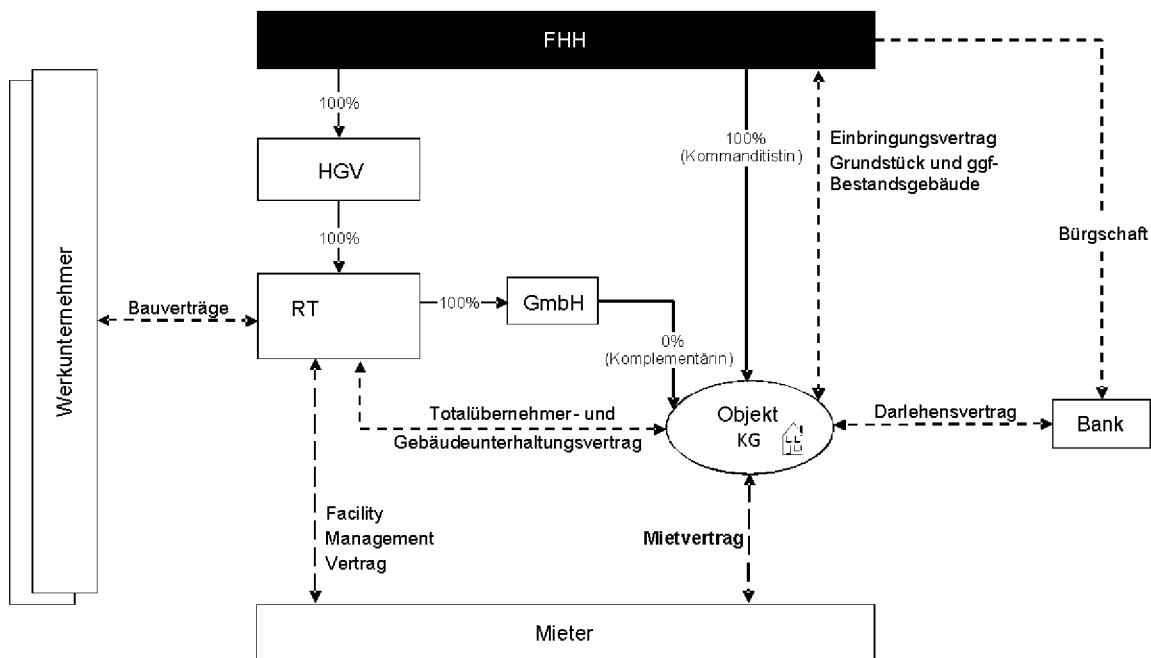 FHH
100%
HGV
100%
(Kommanditistin)
Einbringungsvertrag
Grundstück und ggf-
Bestandsgebäude
Bürgschaft
100%
RT
100%
GmbH
0%
(Komplementärin)
Bauverträge
Werkunternehmer
Totalübernehmer- und
Gebäudeunterhaltungsvertrag
Objekt
KG
Darlehensvertrag
Bank
Facility
Management
Vertrag
Mietvertrag
Mieter